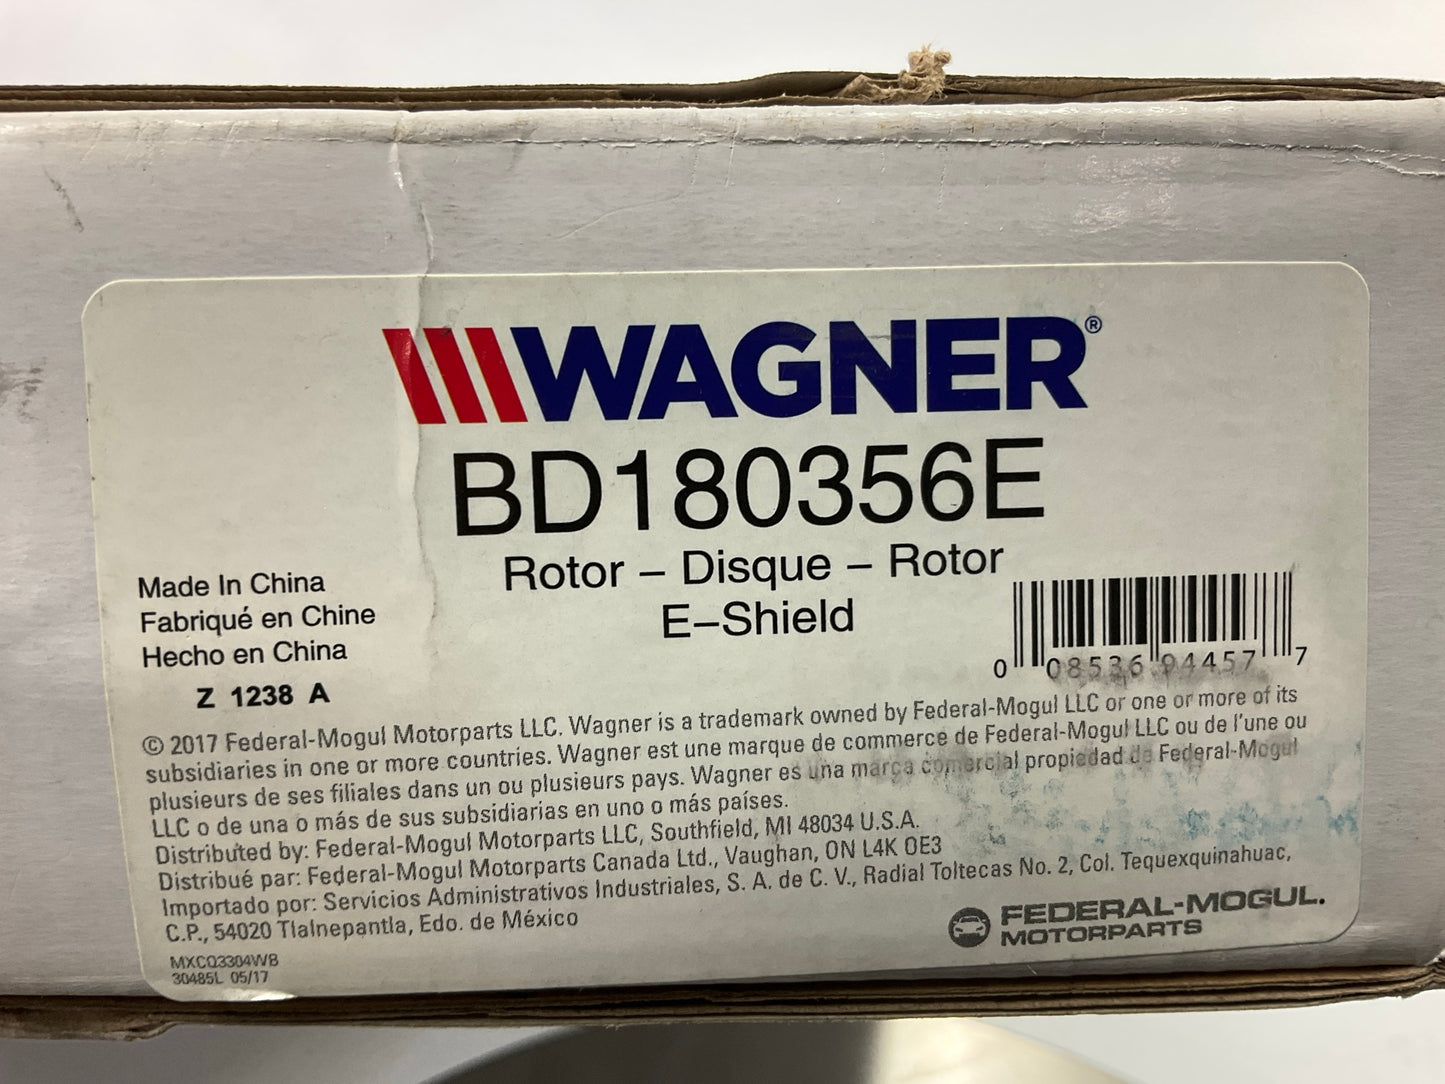 WAGNER®
BD180356E
Rotor – Disque – Rotor
E–Shield
Made In China
Fabriqué en Chine
Hecho en China
Z 1238 A
0 08536 94457 7
© 2017 Federal-Mogul Motorparts LLC. Wagner is a trademark owned by Federal-Mogul LLC or one or more of its
subsidiaries in one or more countries. Wagner est une marque de commerce de Federal-Mogul LLC ou de l'une ou
plusieurs de ses filiales dans un ou plusieurs pays. Wagner es una marca comercial propiedad de Federal-Mogul
LLC o de una o más de sus subsidiarias en uno o más países.
Distributed by: Federal-Mogul Motorparts LLC, Southfield, MI 48034 U.S.A.
Distribué par: Federal-Mogul Motorparts Canada Ltd., Vaughan, ON L4K 0E3
Importado por: Servicios Administrativos Industriales, S. A. de C. V., Radial Toltecas No. 2, Col. Tequexquinahuac,
C.P., 54020 Tlalnepantla, Edo. de México
FEDERAL-MOGUL.
MOTORPARTS
MXCQ3304WB
30485L 05/17